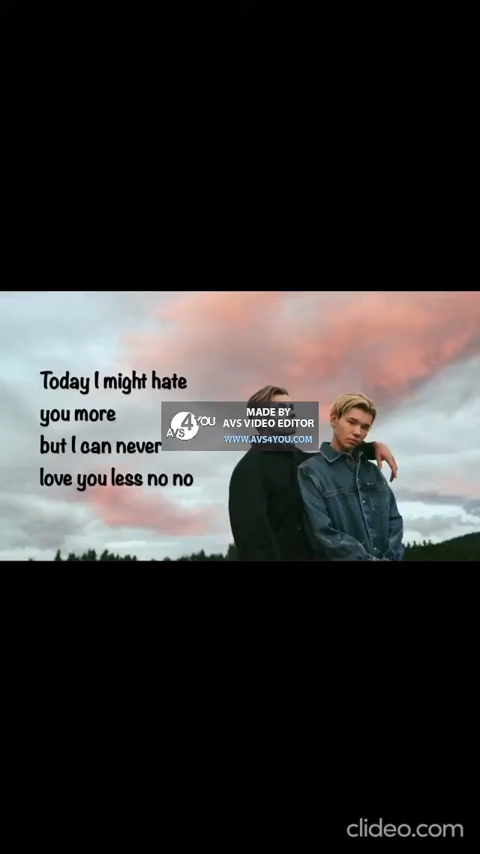 Today I might hate
you more
but I can never
love you less no no
AVS4YOU
MADE BY
AVS VIDEO EDITOR
WWW.AVS4YOU.COM
clideo.com